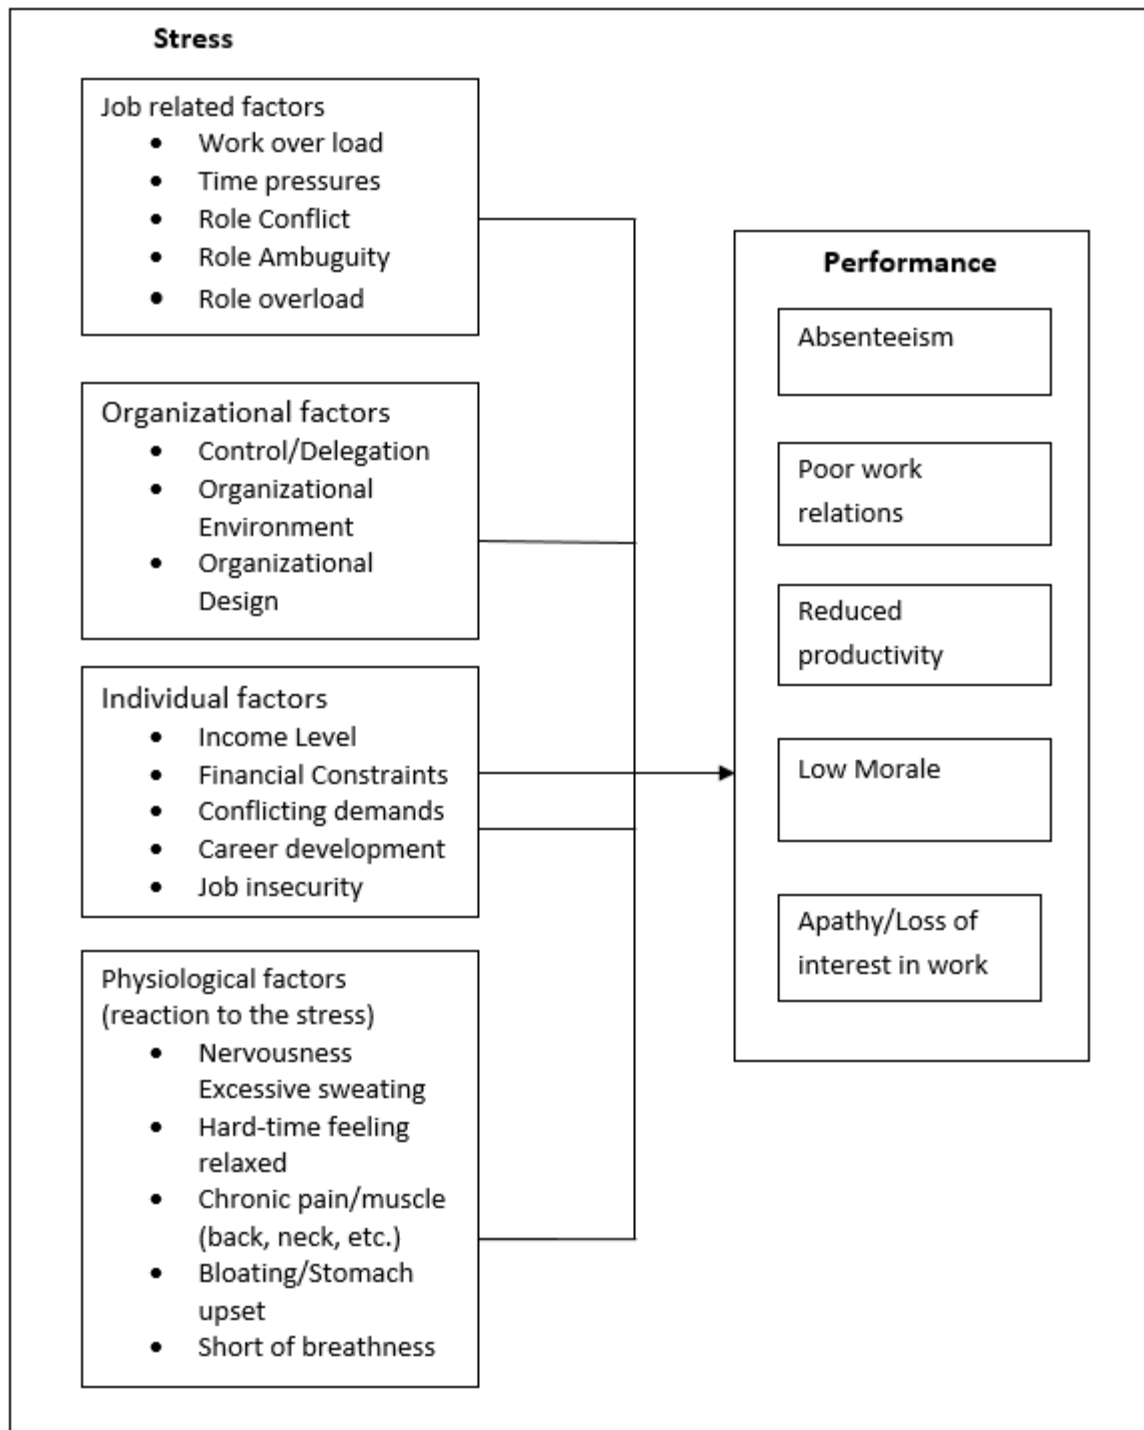 Stress
Job related factors
• Work over load
• Time pressures
• Role Conflict
• Role Ambuguity
• Role overload
Organizational factors
• Control/Delegation
• Organizational
Environment
• Organizational
Design
Individual factors
• Income Level
• Financial Constraints
• Conflicting demands
• Career development
• Job insecurity
Physiological factors
(reaction to the stress)
• Nervousness
Excessive sweating
• Hard-time feeling
relaxed
• Chronic pain/muscle
(back, neck, etc.)
• Bloating/Stomach
upset
• Short of breathness
Performance
Absenteeism
Poor work
relations
Reduced
productivity
Low Morale
Apathy/Loss of
interest in work